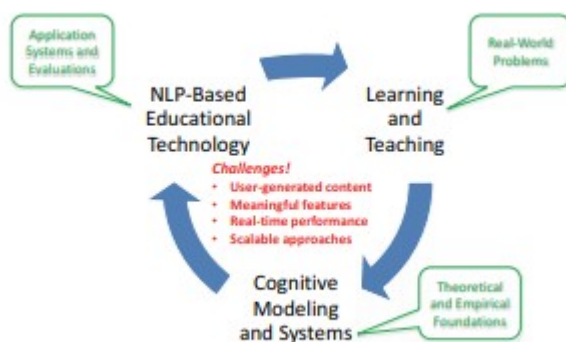 Application
Systems and
Evaluations
Real-World
Problems
NLP-Based
Educational
Technology
Learning
and
Teaching
Challenges!
• User-generated content
• Meaningful features
• Real-time performance
• Scalable approaches
Cognitive
Modeling
and Systems
Theoretical
and Empirical
Foundations